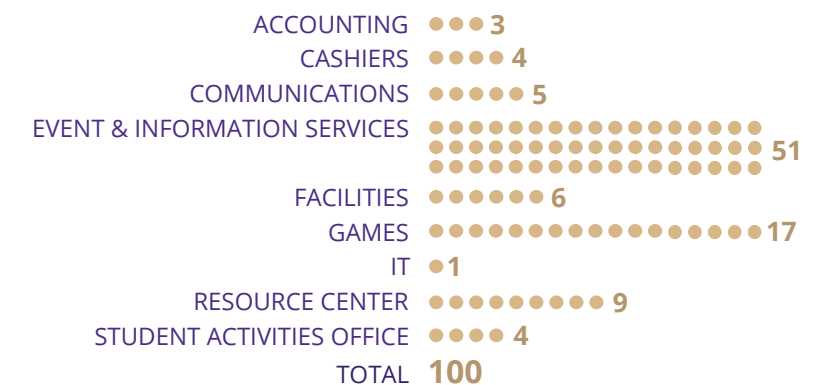 ACCOUNTING 3
CASHIERS 4
COMMUNICATIONS 5
EVENT & INFORMATION SERVICES 51
FACILITIES 6
GAMES 17
IT 1
RESOURCE CENTER 9
STUDENT ACTIVITIES OFFICE 4
TOTAL 100